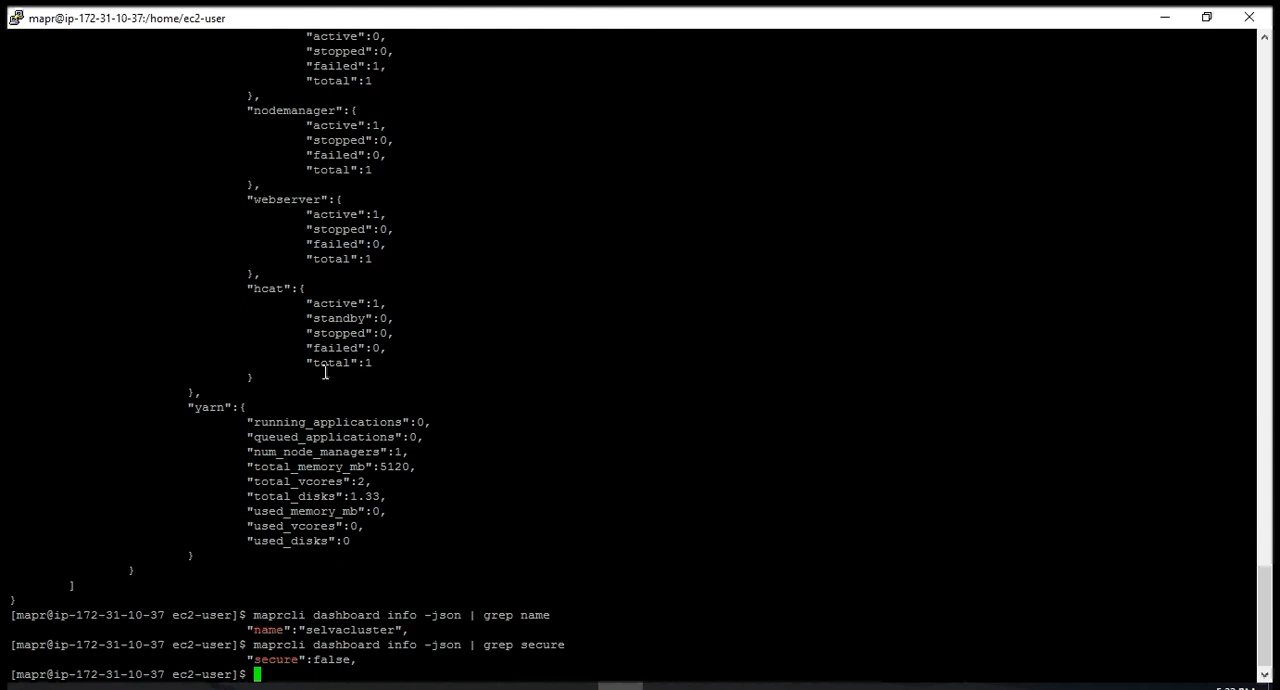 mapr@ip-172-31-10-37:/home/ec2-user
"active":0,
"stopped":0,
"failed":1,
"total":1
},
"nodemanager":{
"active":1,
"stopped":0,
"failed":0,
"total":1
},
"webserver":{
"active":1,
"stopped":0,
"failed":0,
"total":1
},
"hcat":{
"active":1,
"standby":0,
"stopped":0,
"failed":0,
"total":1
}
},
"yarn":{
"running_applications":0,
"queued_applications":0,
"num_node_managers":1,
"total_memory_mb":5120,
"total_vcores":2,
"total_disks":1.33,
"used_memory_mb":0,
"used_vcores":0,
"used_disks":0
}
}
]
}
[mapr@ip-172-31-10-37 ec2-user]$ maprcli dashboard info -json | grep name
"name":"selvacluster",
[mapr@ip-172-31-10-37 ec2-user]$ maprcli dashboard info -json | grep secure
"secure":false,
[mapr@ip-172-31-10-37 ec2-user]$